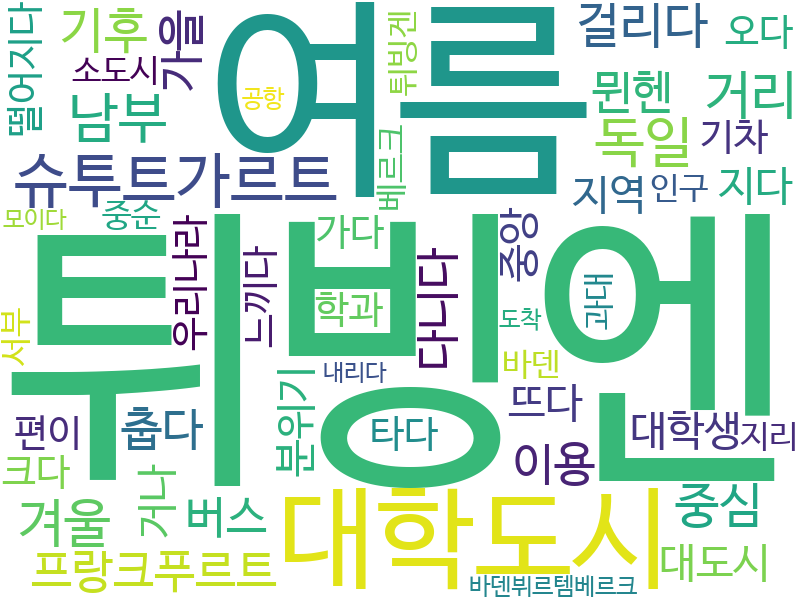 떨어지다
기후
가을
여름
튀빙겐
걸리다
오다
소도시
공항
남부
뮌헨
거리
독일
기차
슈투트가르트
베르크
지역
인구
지다
모이다
중순
우리나라
느끼다
가다
다니다
중앙
과대
튀빙엔
학과
도착
서부
내리다
바덴
편이
춥다
분위기
타다
뜨다
대학생
지리
크다
거나
이용
겨울
버스
대학도시
중심
프랑크푸르트
대도시
바덴뷔르템베르크